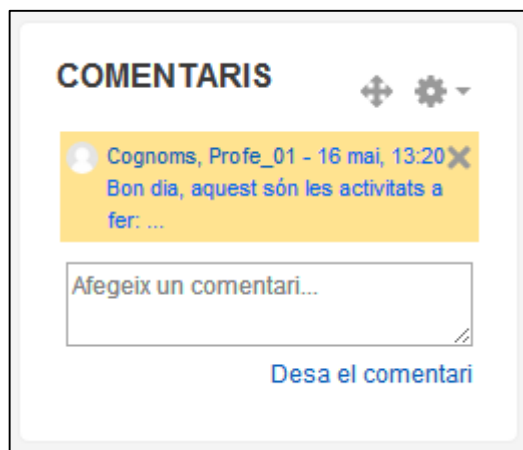 COMENTARIS
Cognoms, Profe_01 - 16 mai, 13:20
Bon dia, aquest són les activitats a
fer: ...
Afegeix un comentari...
Desa el comentari